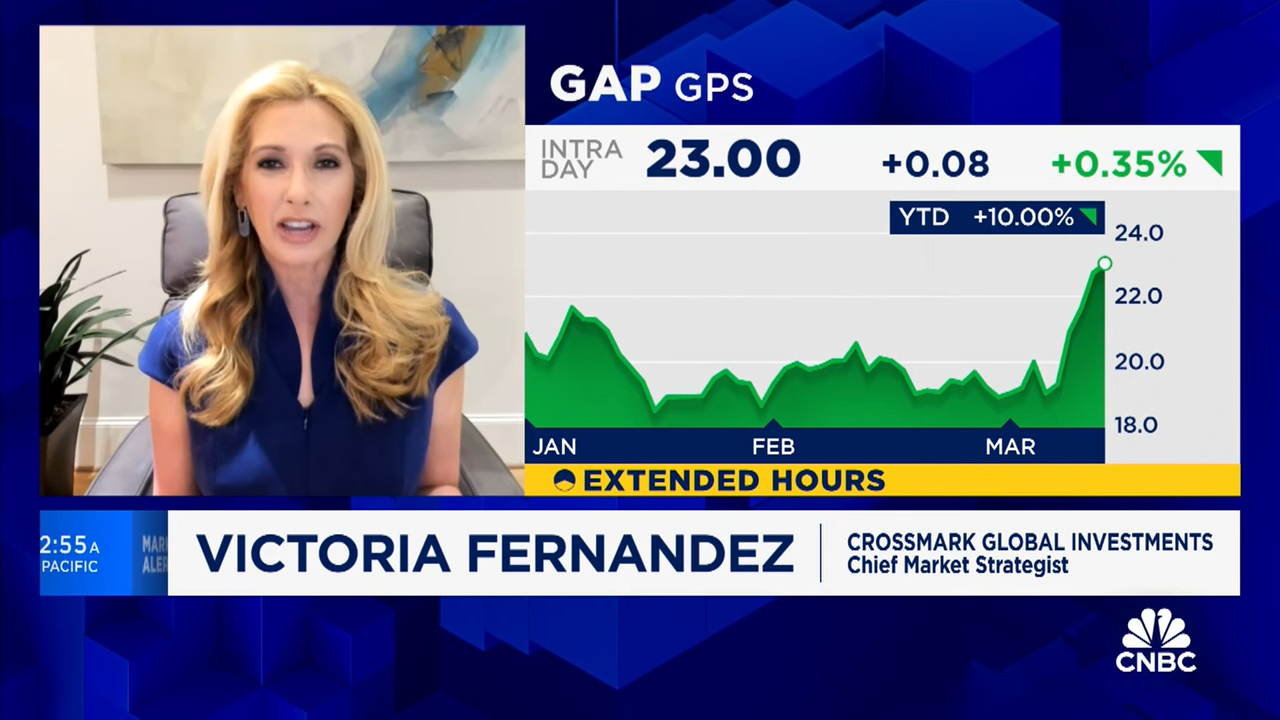 GAP GPS
INTRA
DAY
23.00
+0.08
+0.35%
YTD +10.00%
24.0
22.0
20.0
18.0
JAN
FEB
MAR
EXTENDED HOURS
2:55A
PACIFIC
VICTORIA FERNANDEZ
CROSSMARK GLOBAL INVESTMENTS
Chief Market Strategist
CNBC